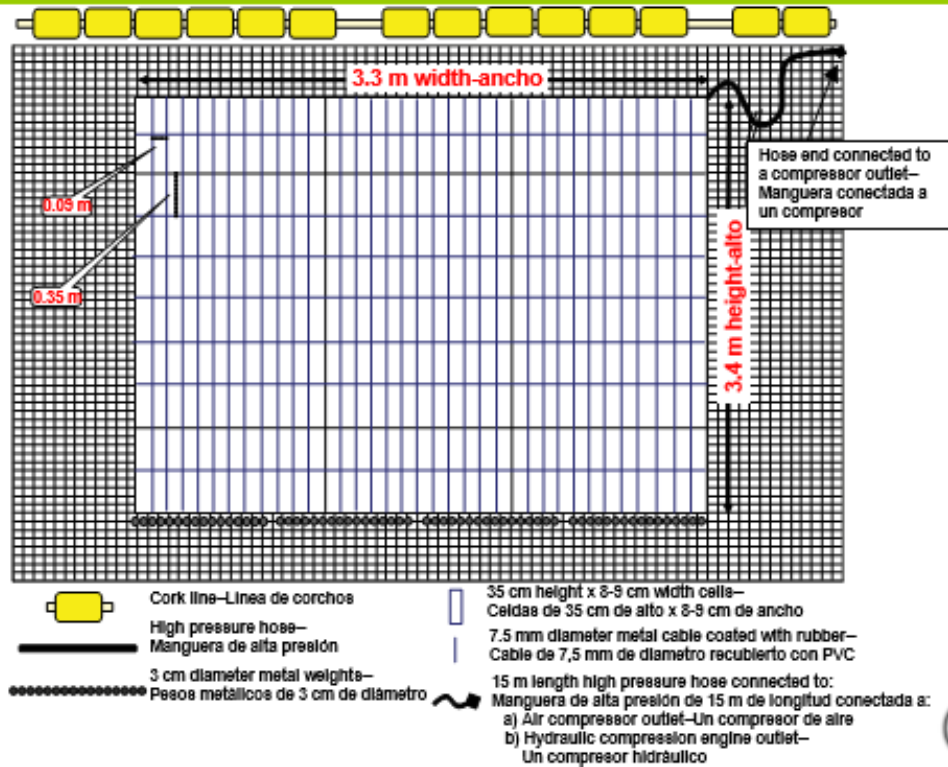 3.3 m width-ancho
Hose end connected to
a compressor outlet–
Manguera conectada a
un compresor
0.09 m
0.35 m
3.4 m height-alto
Cork line–Linea de corchos
High pressure hose–
Manguera de alta presión
3 cm diameter metal weights–
Pesos metálicos de 3 cm de diámetro
35 cm height x 8-9 cm width cells–
Celdas de 35 cm de alto x 8-9 cm de ancho
7.5 mm diameter metal cable coated with rubber–
Cable de 7,5 mm de diametro recubierto con PVC
15 m length high pressure hose connected to:
Manguera de alta presión de 15 m de longitud conectada a:
a) Air compressor outlet–Un compresor de aire
b) Hydraulic compression engine outlet–
Un compresor hidráulico